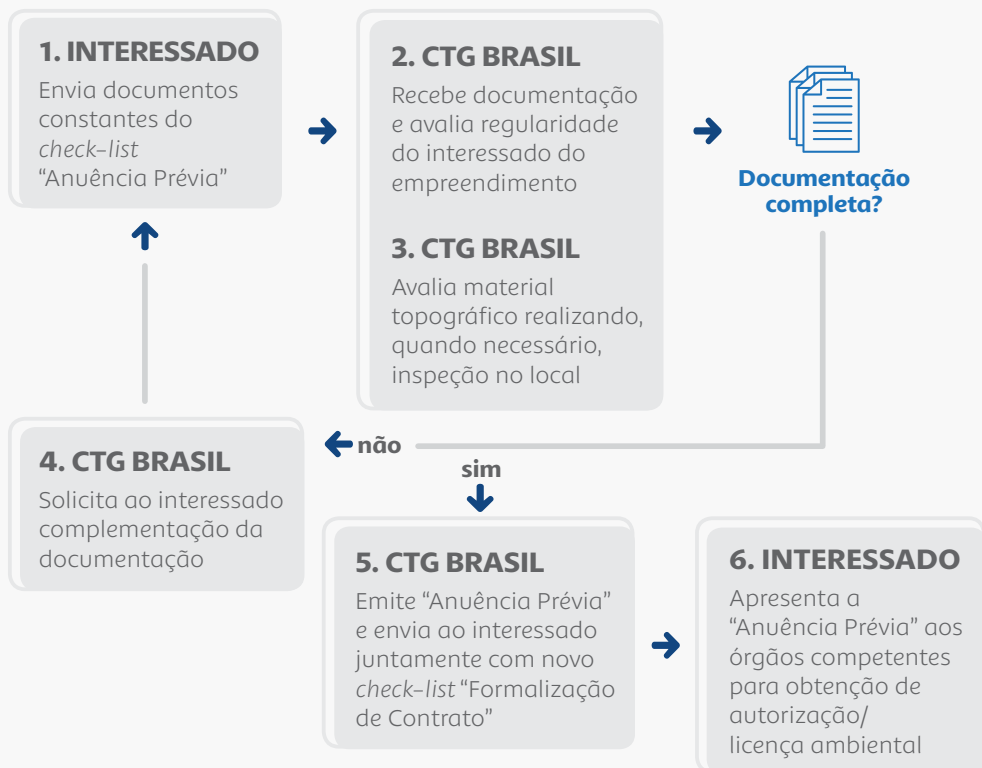 1. INTERESSADO
Envia documentos
constantes do
check-list
“Anuência Prévia”
2. CTG BRASIL
Recebe documentação
e avalia regularidade
do interessado do
empreendimento
3. CTG BRASIL
Avalia material
topográfico realizando,
quando necessário,
inspeção no local
Documentação
completa?
não
sim
4. CTG BRASIL
Solicita ao interessado
complementação da
documentação
5. CTG BRASIL
Emite “Anuência Prévia”
e envia ao interessado
juntamente com novo
check-list “Formalização
de Contrato”
6. INTERESSADO
Apresenta a
“Anuência Prévia” aos
órgãos competentes
para obtenção de
autorização/
licença ambiental